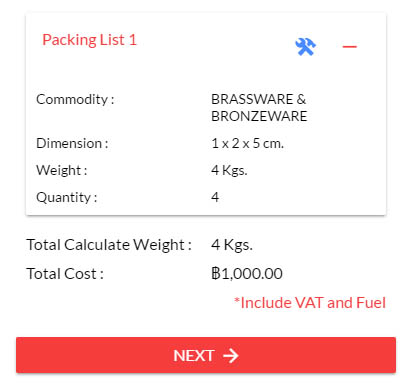 Packing List 1
Commodity : BRASSWARE &
BRONZEWARE
Dimension : 1 x 2 x 5 cm.
Weight : 4 Kgs.
Quantity : 4
Total Calculate Weight : 4 Kgs.
Total Cost : ฿1,000.00
*Include VAT and Fuel
NEXT →